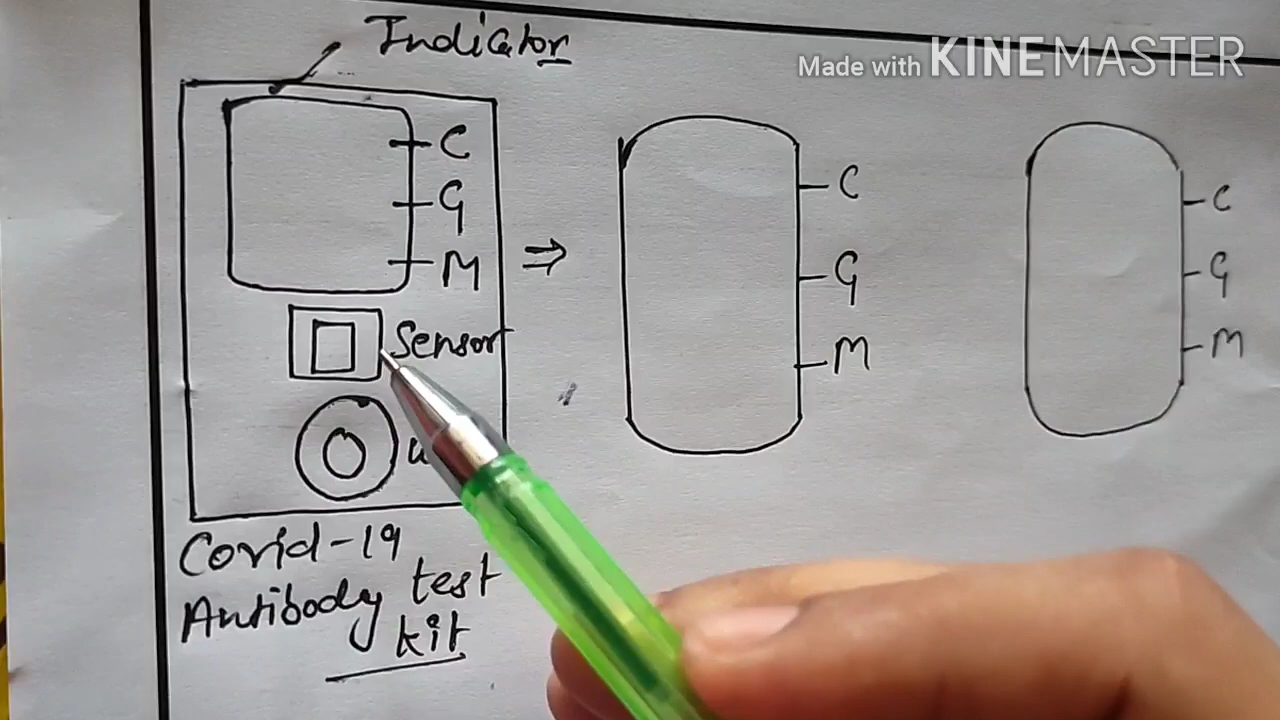 Indicator
Made with KINEMASTER
C
G
M
Sensor
C
G
M
C
G
M
Covid-19
Antibody test
kit